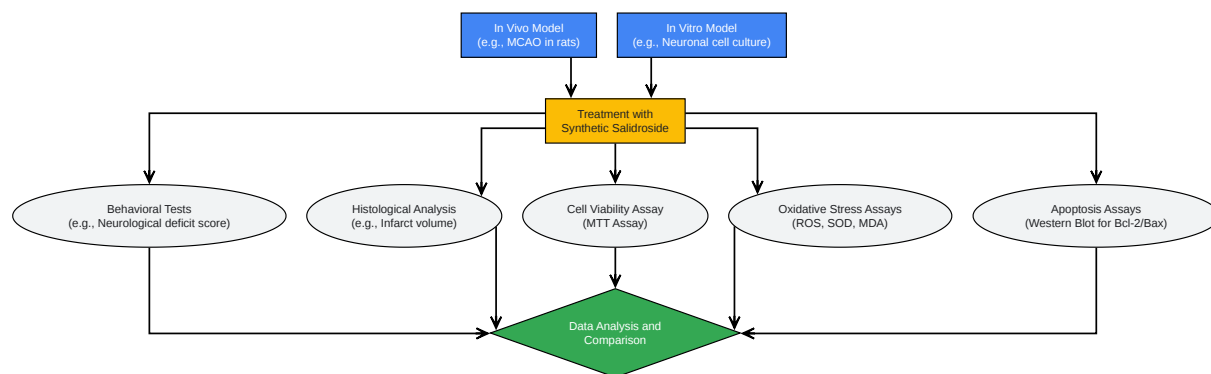 In Vivo Model
(e.g., MCAO in rats)
In Vitro Model
(e.g., Neuronal cell culture)
Treatment with
Synthetic Salidroside
Behavioral Tests
(e.g., Neurological deficit score)
Histological Analysis
(e.g., Infarct volume)
Cell Viability Assay
(MTT Assay)
Oxidative Stress Assays
(ROS, SOD, MDA)
Apoptosis Assays
(Western Blot for Bcl-2/Bax)
Data Analysis and
Comparison